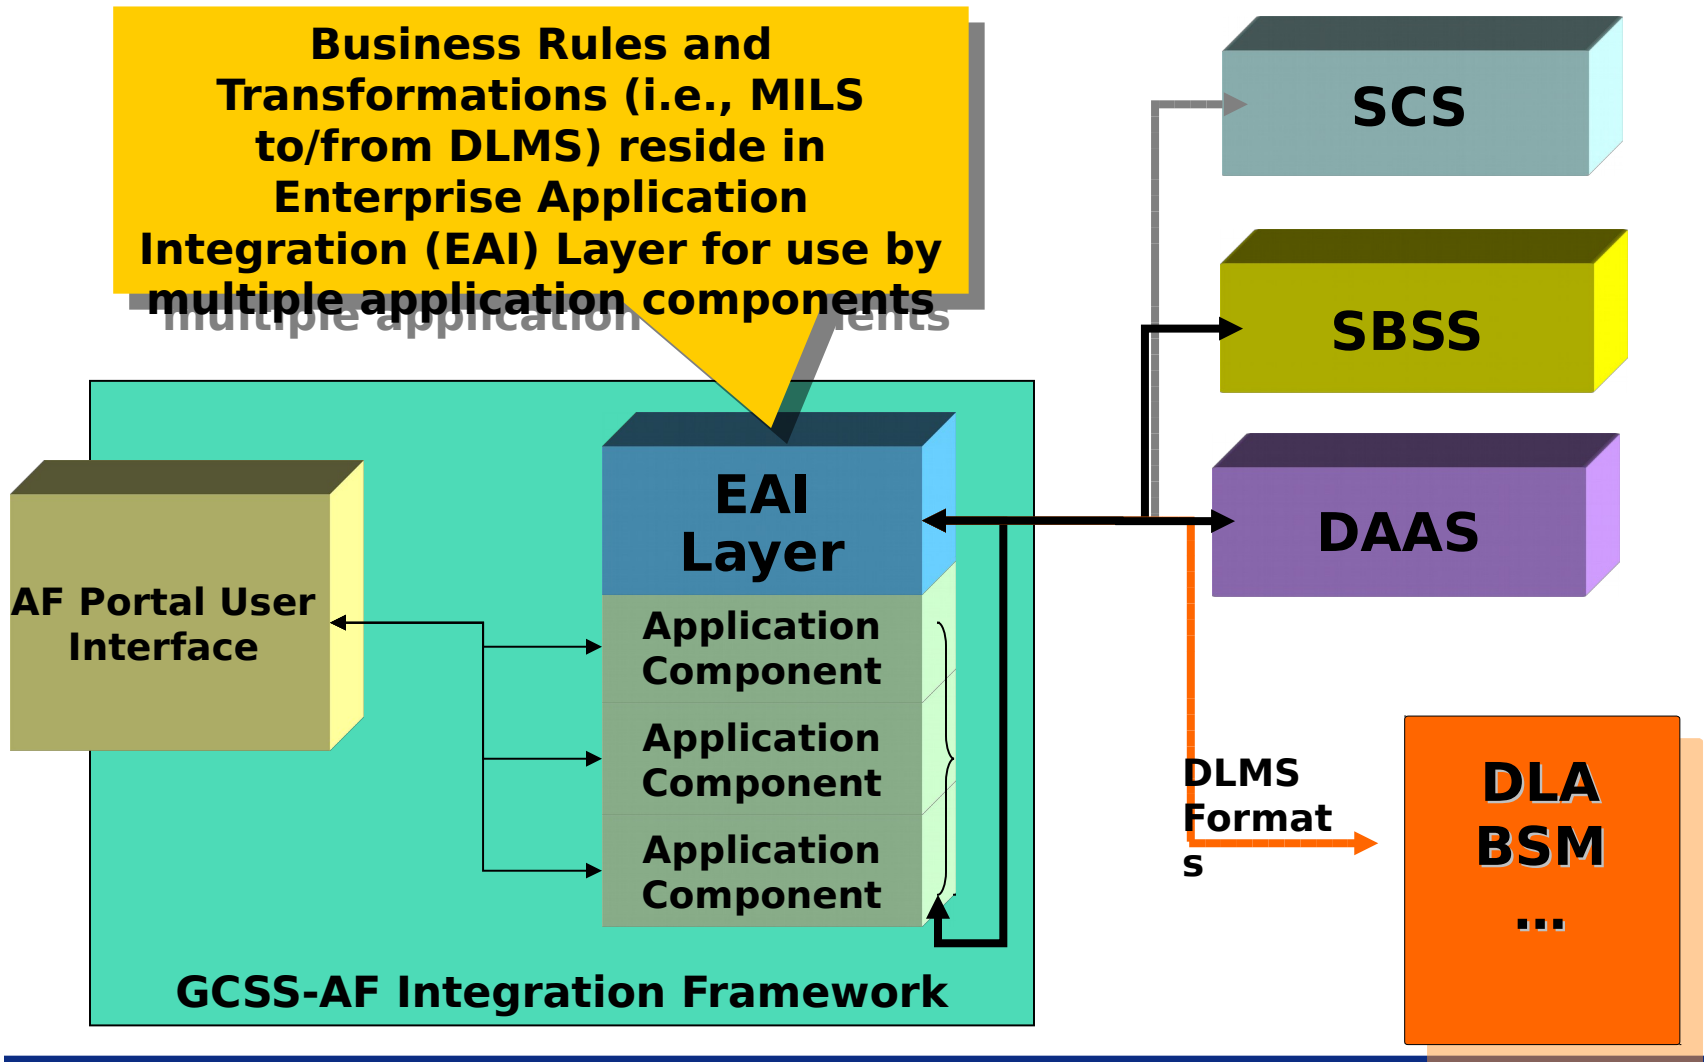 Business Rules and
Transformations (i.e., MILS
to/from DLMS) reside in
Enterprise Application
Integration (EAI) Layer for use by
multiple application components
SCS
SBSS
DAAS
EAI
Layer
AF Portal User
Interface
Application
Component
Application
Component
Application
Component
DLMS
Format
s
DLA
BSM
...
GCSS-AF Integration Framework